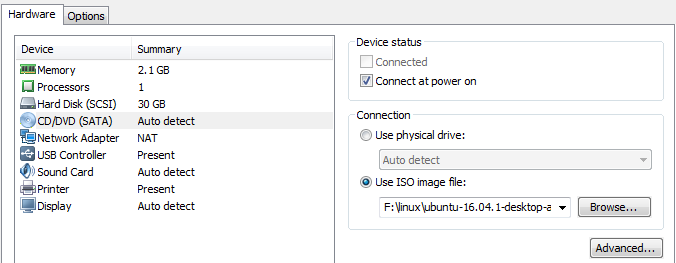 Hardware Options
Device Summary
Memory 2.1 GB
Processors 1
Hard Disk (SCSI) 30 GB
CD/DVD (SATA) Auto detect
Network Adapter NAT
USB Controller Present
Sound Card Auto detect
Printer Present
Display Auto detect
Device status
Connected
Connect at power on
Connection
Use physical drive:
Auto detect
Use ISO image file:
F:\linux\ubuntu-16.04.1-desktop-a Browse...
Advanced...